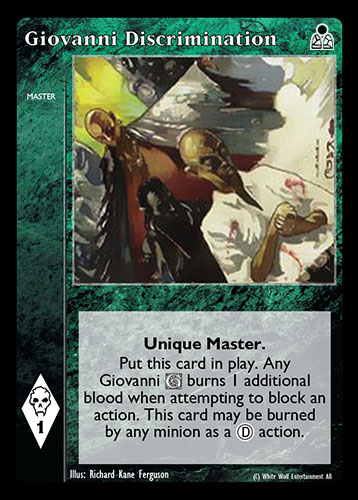 Giovanni Discrimination
MASTER
Unique Master.
Put this card in play. Any
Giovanni G burns 1 additional
blood when attempting to block an
action. This card may be burned
by any minion as a D action.
1
Illus: Richard Kane Ferguson (C) White Wolf Entertainment AB